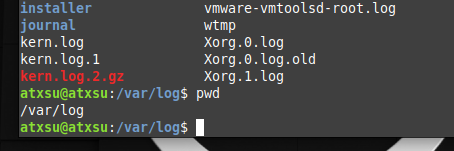 installer vmware-vmtoolsd-root.log
journal wtmp
kern.log Xorg.0.log
kern.log.1 Xorg.0.log.old
kern.log.2.gz Xorg.1.log
atxsu@atxsu:/var/log$ pwd
/var/log
atxsu@atxsu:/var/log$